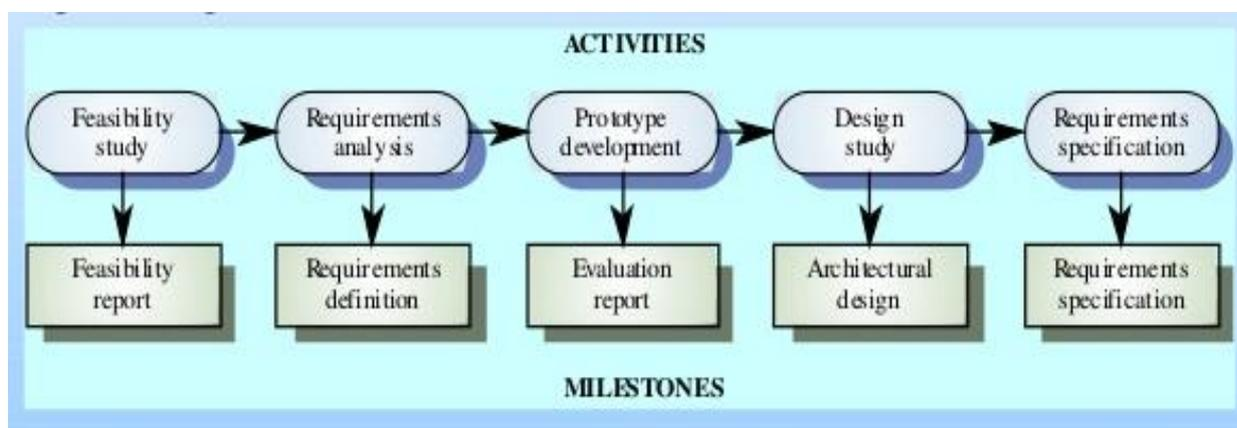 ACTIVITIES
Feasibility
study
Requirements
analysis
Prototype
development
Design
study
Requirements
specification
Feasibility
report
Requirements
definition
Evaluation
report
Architectural
design
Requirements
specification
MILESTONES